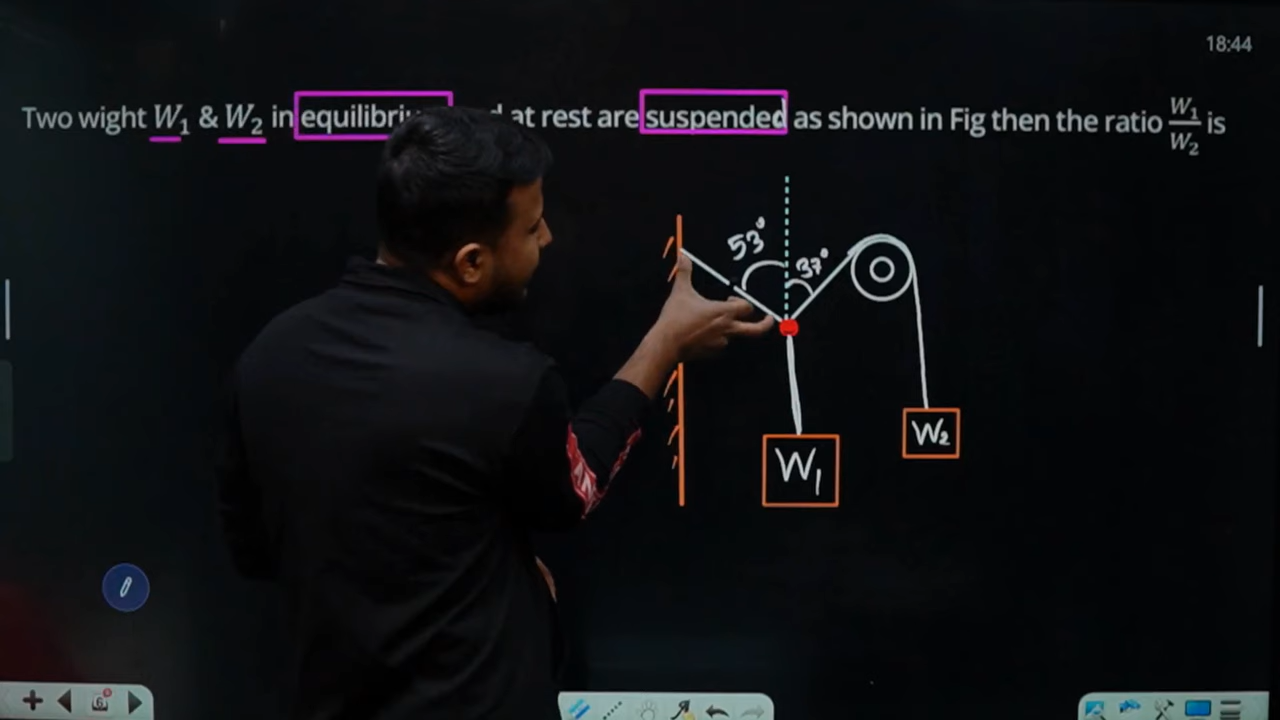 18:44
Two wight W₁ & W₂ in at rest are suspended as shown in Fig then the ratio W₁/W₂ is
53°
37°
W₂
W₁